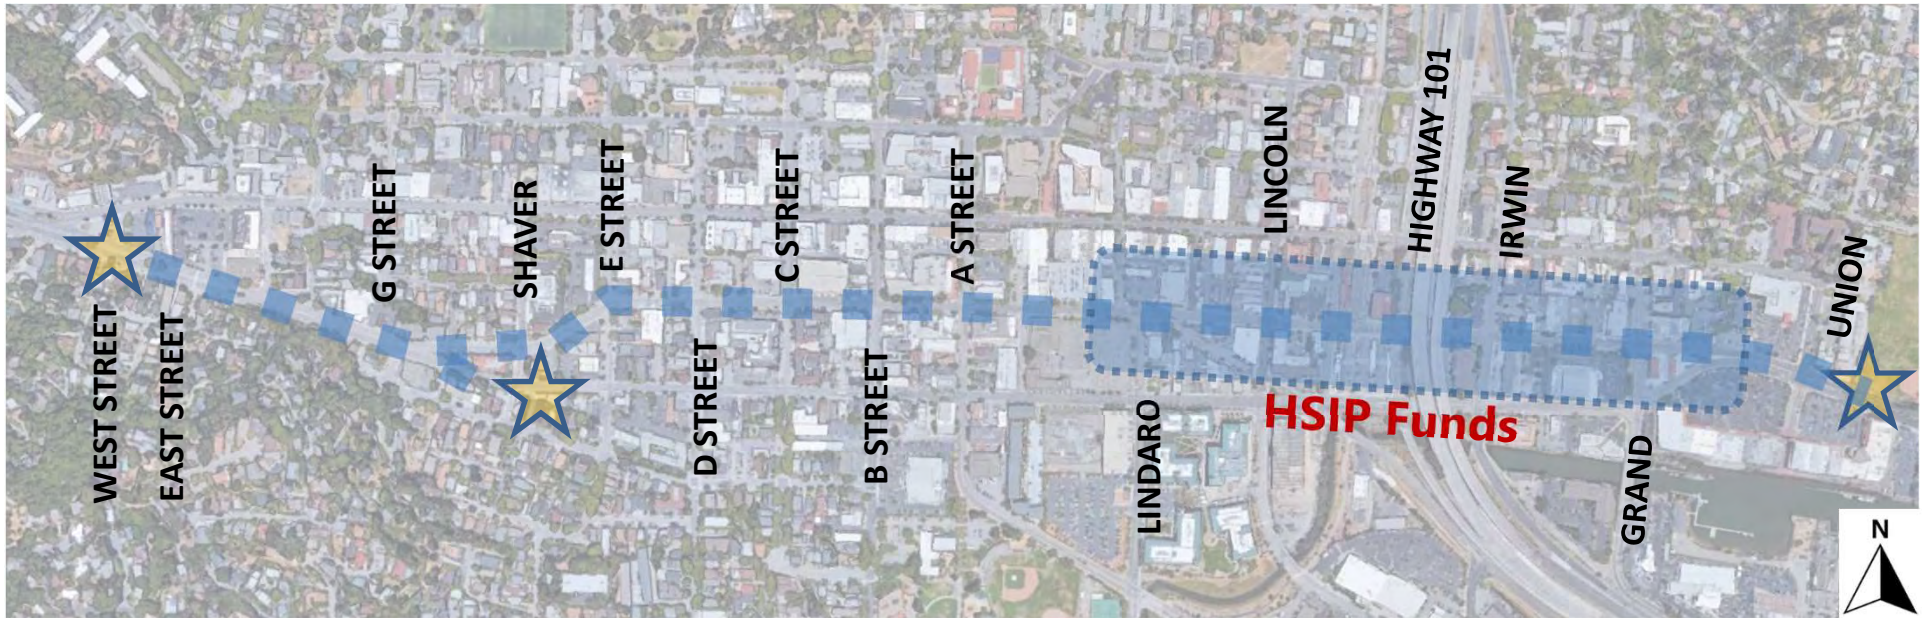 WEST STREET
EAST STREET
G STREET
SHAVER
E STREET
D STREET
C STREET
B STREET
A STREET
LINDARO
LINCOLN
HSIP Funds
HIGHWAY 101
IRWIN
GRAND
UNION
N